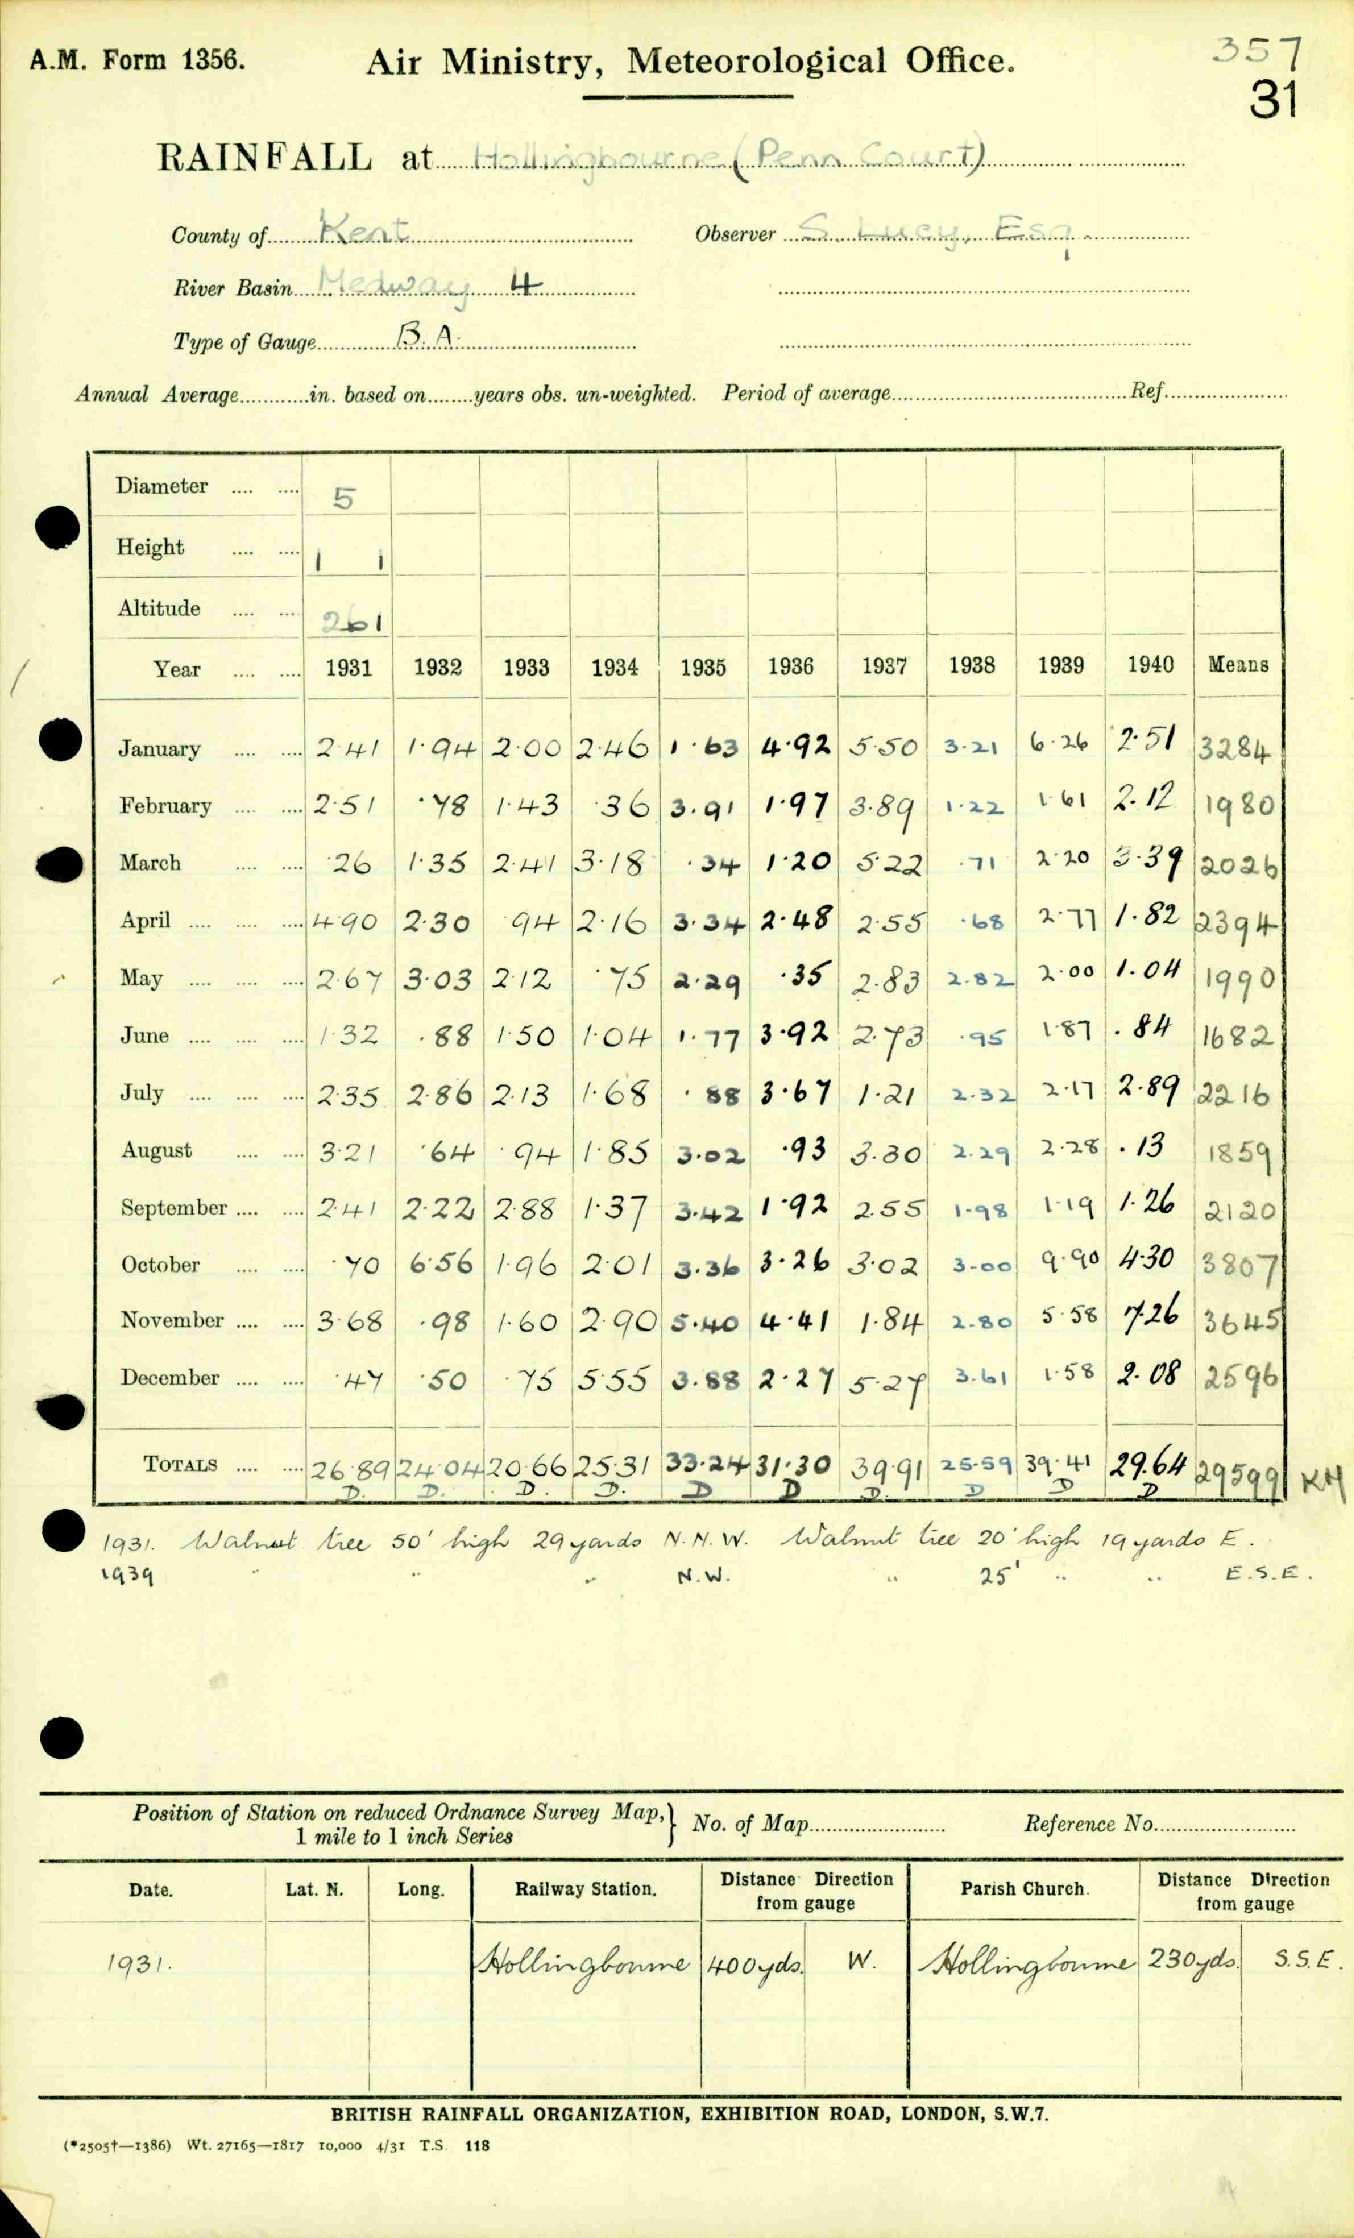 A.M. Form 1356. Air Ministry, Meteorological Office. 357
31
RAINFALL at Hollingbourne (Penn Court)
County of Kent Observer S. Lucy, Esq.
River Basin Medway 4
Type of Gauge B.A.
Annual Average in. based on years obs. un-weighted. Period of average Ref.
Diameter 5
Height 1 1
Altitude 261
Year 1931 1932 1933 1934 1935 1936 1937 1938 1939 1940 Means
January 2.41 1.94 2.00 2.46 1.63 4.92 5.50 3.21 6.26 2.51 3284
February 2.51 .78 1.43 .36 3.91 1.97 3.89 1.22 1.61 2.12 1980
March .26 1.35 2.41 3.18 .34 1.20 5.22 .71 2.20 3.39 2026
April 4.90 2.30 .94 2.16 3.34 2.48 2.55 .68 2.77 1.82 2394
May 2.67 3.03 2.12 .75 2.29 .35 2.83 2.82 2.00 1.04 1990
June 1.32 .88 1.50 1.04 1.77 3.92 2.73 .95 1.87 .84 1682
July 2.35 2.86 2.13 1.68 .88 3.67 1.21 2.32 2.17 2.89 2216
August 3.21 .64 .94 1.85 3.02 .93 3.30 2.29 2.28 .13 1859
September 2.41 2.22 2.88 1.37 3.42 1.92 2.55 1.98 1.19 1.26 2120
October .70 6.56 1.96 2.01 3.36 3.26 3.02 3.00 9.90 4.30 3807
November 3.68 .98 1.60 2.90 5.40 4.41 1.84 2.80 5.58 7.26 3645
December .47 .50 .75 5.55 3.88 2.27 5.27 3.61 1.58 2.08 2596
TOTALS 26.89 24.04 20.66 25.31 33.24 31.30 39.91 25.59 39.41 29.64 29599 KM
D. D. D. D. D D D. D D D
1931. Walnut tree 50' high 29 yards N.N.W. Walnut tree 20' high 19 yards E.
1939 " " " N.W. " 25' " " E.S.E.
Position of Station on reduced Ordnance Survey Map, } No. of Map Reference No.
1 mile to 1 inch Series
Date. Lat. N. Long. Railway Station. Distance Direction from gauge Parish Church. Distance Direction from gauge
1931. Hollingbourne 400 yds. W. Hollingbourne 230 yds. S.S.E.
BRITISH RAINFALL ORGANIZATION, EXHIBITION ROAD, LONDON, S.W.7.
(*2505†—1386) Wt. 27165—1817 10,000 4/31 T.S. 118